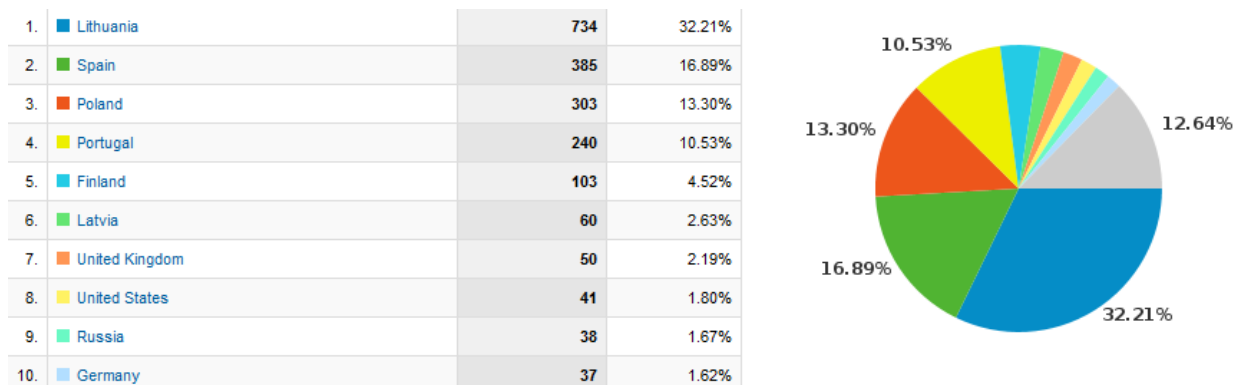 1. Lithuania 734 32.21%
2. Spain 385 16.89%
3. Poland 303 13.30%
4. Portugal 240 10.53%
5. Finland 103 4.52%
6. Latvia 60 2.63%
7. United Kingdom 50 2.19%
8. United States 41 1.80%
9. Russia 38 1.67%
10. Germany 37 1.62%
10.53%
12.64%
13.30%
16.89%
32.21%